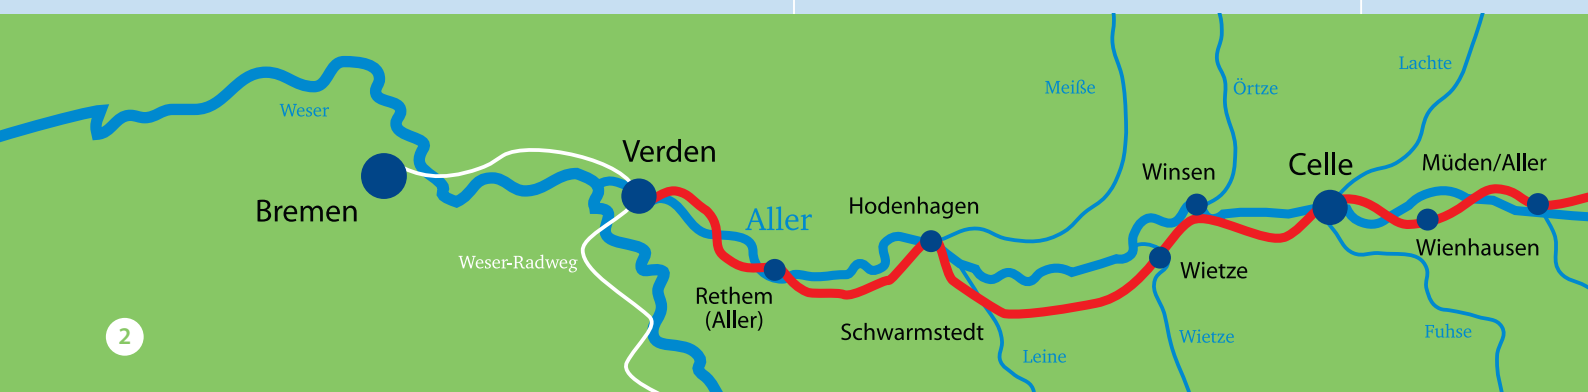 Lachte
Meiße
Örtze
Weser
Verden
Celle
Müden/Aller
Winsen
Bremen
Aller
Hodenhagen
Wienhausen
Weser-Radweg
Wietze
Rethem
(Aller)
Schwarmstedt
2
Wietze
Fuhse
Leine